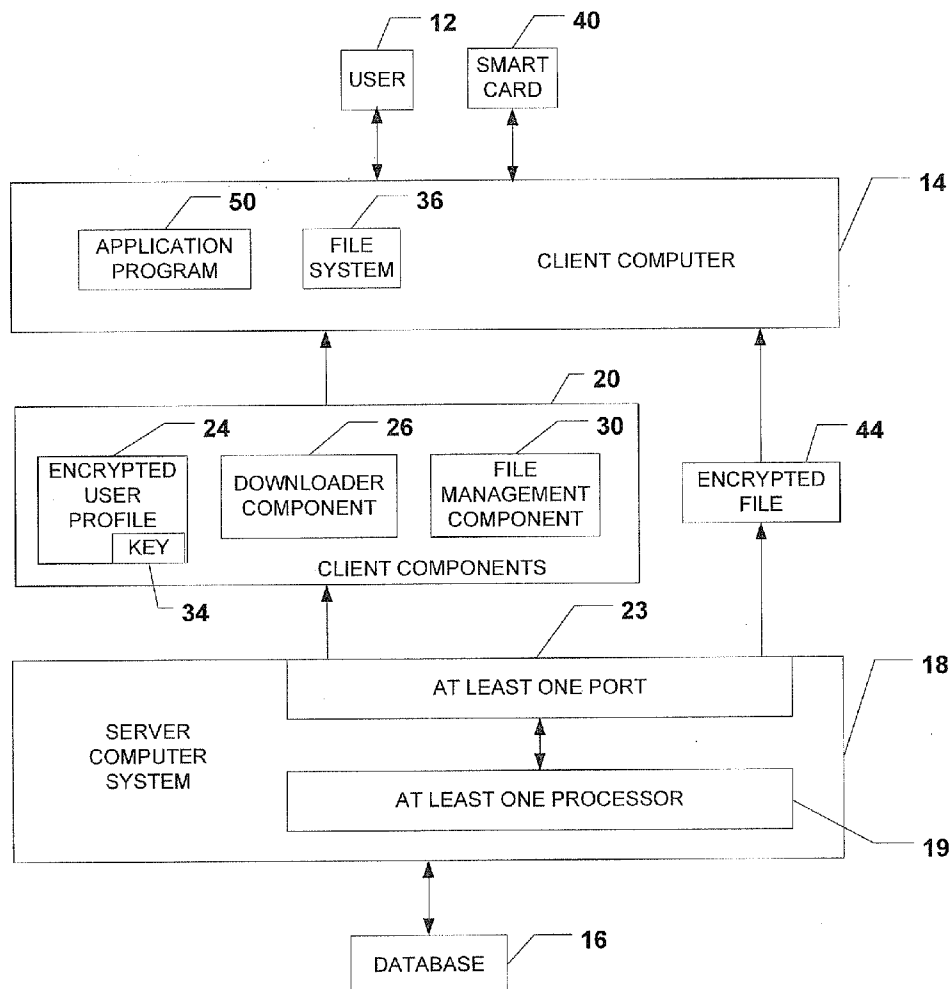 12
40
USER
SMART
CARD
50
36
14
APPLICATION
PROGRAM
FILE
SYSTEM
CLIENT COMPUTER
20
24
26
30
44
ENCRYPTED
USER
PROFILE
KEY
DOWNLOADER
COMPONENT
FILE
MANAGEMENT
COMPONENT
ENCRYPTED
FILE
CLIENT COMPONENTS
34
23
18
AT LEAST ONE PORT
SERVER
COMPUTER
SYSTEM
AT LEAST ONE PROCESSOR
19
DATABASE
16